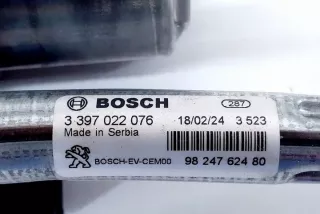 BOSCH 287
3 397 022 076 18/02/24 3 523
Made in Serbia
BOSCH-EV-CEM00 98 247 624 80